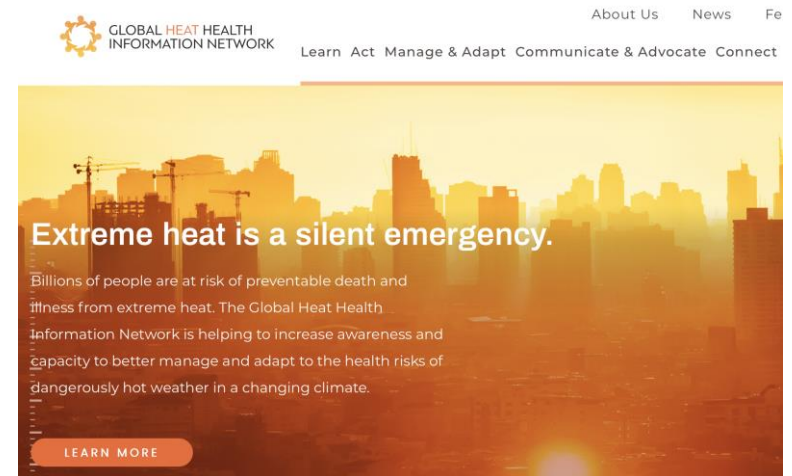 About Us News Fe
GLOBAL HEAT HEALTH
INFORMATION NETWORK
Learn Act Manage & Adapt Communicate & Advocate Connect
Extreme heat is a silent emergency.
Billions of people are at risk of preventable death and
illness from extreme heat. The Global Heat Health
Information Network is helping to increase awareness and
capacity to better manage and adapt to the health risks of
dangerously hot weather in a changing climate.
LEARN MORE